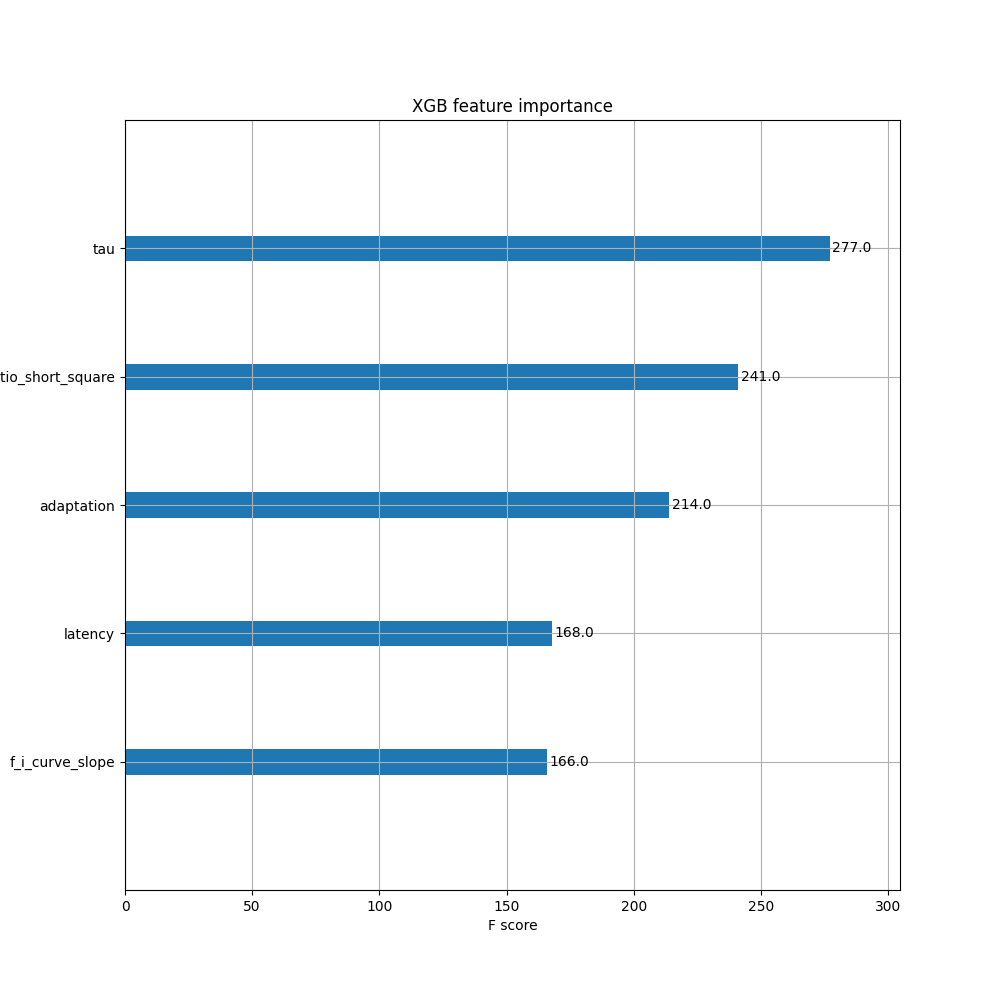 XGB feature importance
tau
277.0
tio_short_square
241.0
adaptation
214.0
latency
168.0
f_i_curve_slope
166.0
0 50 100 150 200 250 300
F score